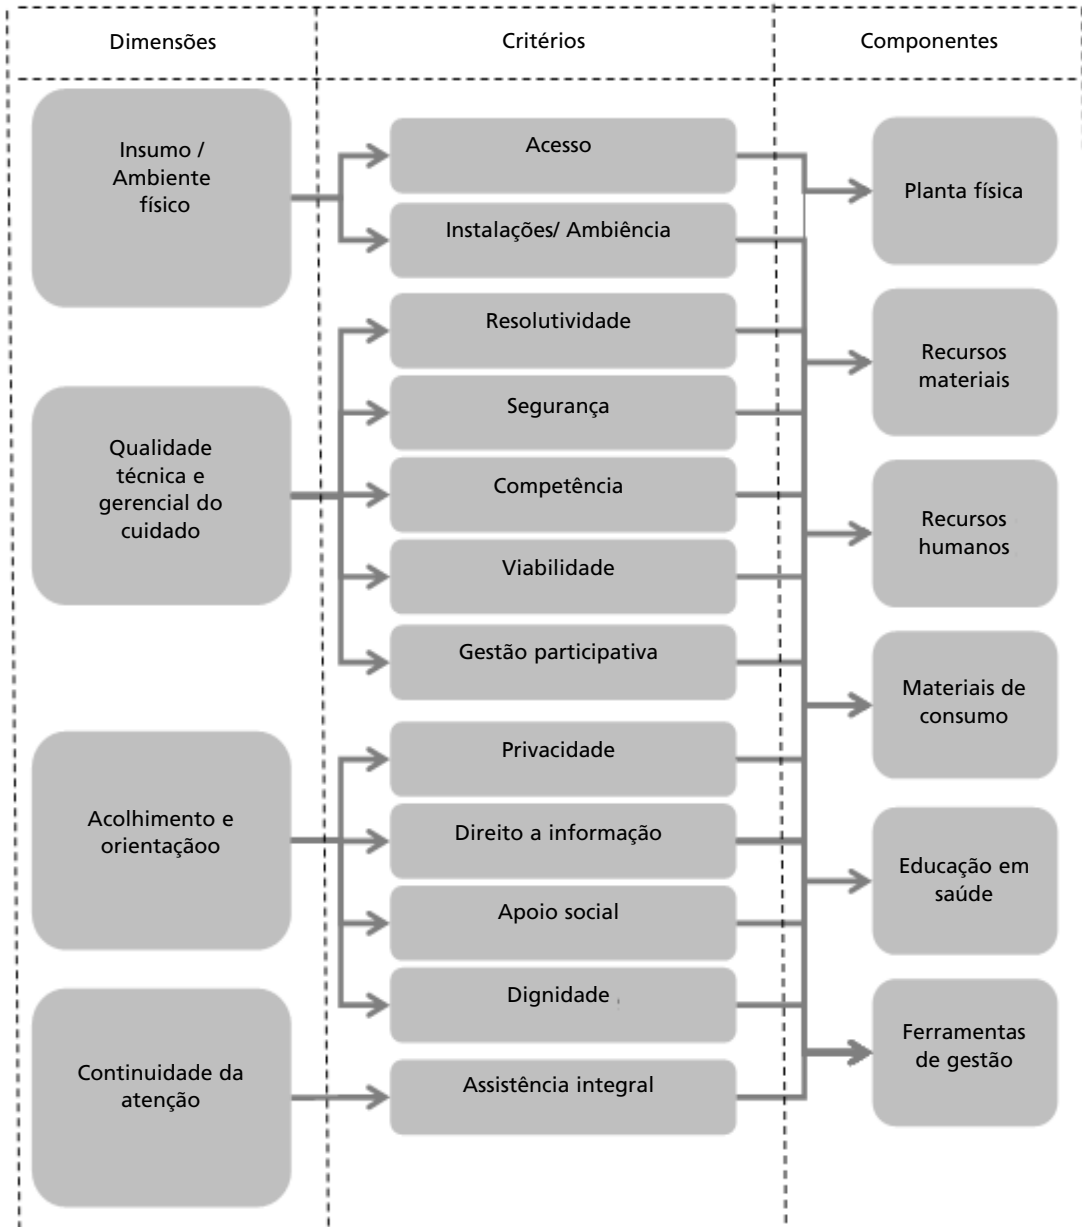 Dimensões
Critérios
Componentes
Insumo /
Ambiente
físico
Qualidade
técnica e
gerencial do
cuidado
Acolhimento e
orientaçãoo
Continuidade da
atenção
Acesso
Instalações/ Ambiência
Resolutividade
Segurança
Competência
Viabilidade
Gestão participativa
Privacidade
Direito a informação
Apoio social
Dignidade
Assistência integral
Planta física
Recursos
materiais
Recursos
humanos
Materiais de
consumo
Educação em
saúde
Ferramentas
de gestão